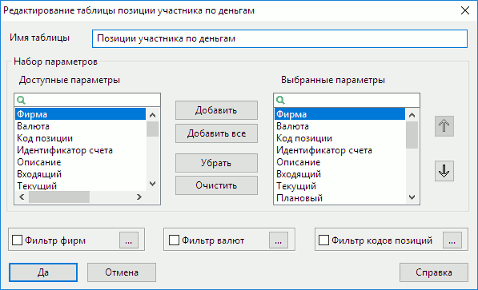 Редактирование таблицы позиции участника по деньгам
Имя таблицы
Позиции участника по деньгам
Набор параметров
Доступные параметры
Фирма
Валюта
Код позиции
Идентификатор счета
Описание
Входящий
Текущий
Добавить
Добавить все
Убрать
Очистить
Выбранные параметры
Фирма
Валюта
Код позиции
Идентификатор счета
Описание
Входящий
Текущий
Плановый
Фильтр фирм ...
Фильтр валют ...
Фильтр кодов позиций ...
Да
Отмена
Справка